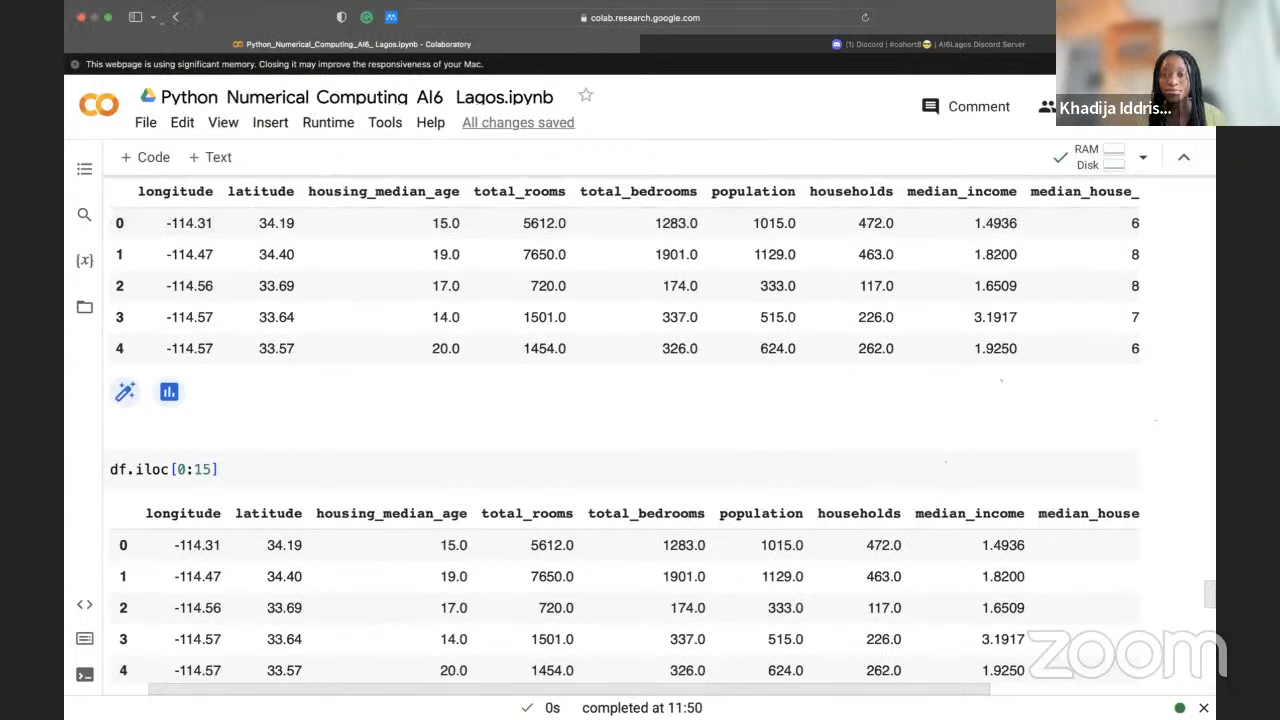 colab.research.google.com
Python_Numerical_Computing_AI6_ Lagos.ipynb - Colaboratory
(1) Discord | #cohort8😎 | AI6Lagos Discord Server
This webpage is using significant memory. Closing it may improve the responsiveness of your Mac.
Python_Numerical_Computing_AI6_ Lagos.ipynb
Comment
Khadija Iddris...
File Edit View Insert Runtime Tools Help All changes saved
+ Code + Text
RAM
Disk
longitude latitude housing_median_age total_rooms total_bedrooms population households median_income median_house_
0 -114.31 34.19 15.0 5612.0 1283.0 1015.0 472.0 1.4936 6
1 -114.47 34.40 19.0 7650.0 1901.0 1129.0 463.0 1.8200 8
2 -114.56 33.69 17.0 720.0 174.0 333.0 117.0 1.6509 8
3 -114.57 33.64 14.0 1501.0 337.0 515.0 226.0 3.1917 7
4 -114.57 33.57 20.0 1454.0 326.0 624.0 262.0 1.9250 6
df.iloc[0:15]
longitude latitude housing_median_age total_rooms total_bedrooms population households median_income median_house
0 -114.31 34.19 15.0 5612.0 1283.0 1015.0 472.0 1.4936
1 -114.47 34.40 19.0 7650.0 1901.0 1129.0 463.0 1.8200
2 -114.56 33.69 17.0 720.0 174.0 333.0 117.0 1.6509
3 -114.57 33.64 14.0 1501.0 337.0 515.0 226.0 3.1917
4 -114.57 33.57 20.0 1454.0 326.0 624.0 262.0 1.9250
zoom
0s completed at 11:50